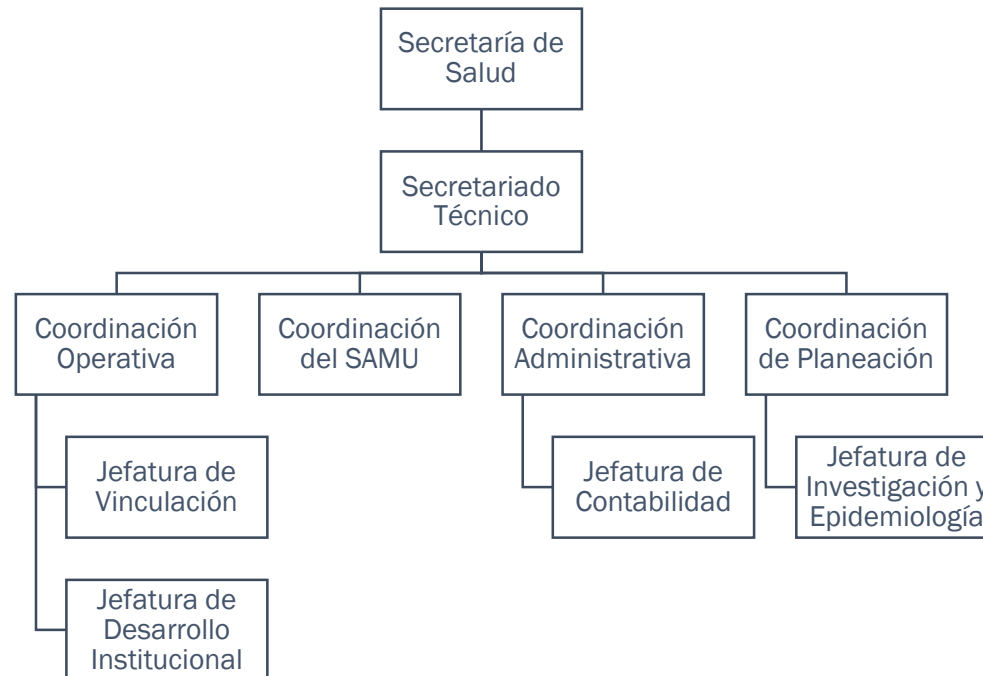 Secretaría de
Salud
Secretariado
Técnico
Coordinación
Operativa
Coordinación
del SAMU
Coordinación
Administrativa
Coordinación
de Planeación
Jefatura de
Vinculación
Jefatura de
Contabilidad
Jefatura de
Investigación y
Epidemiología
Jefatura de
Desarrollo
Institucional